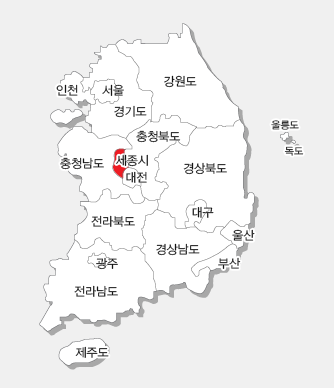 강원도
인천
서울
경기도
울릉도
충청북도
독도
충청남도
세종시
경상북도
대전
대구
전라북도
울산
경상남도
부산
광주
전라남도
제주도